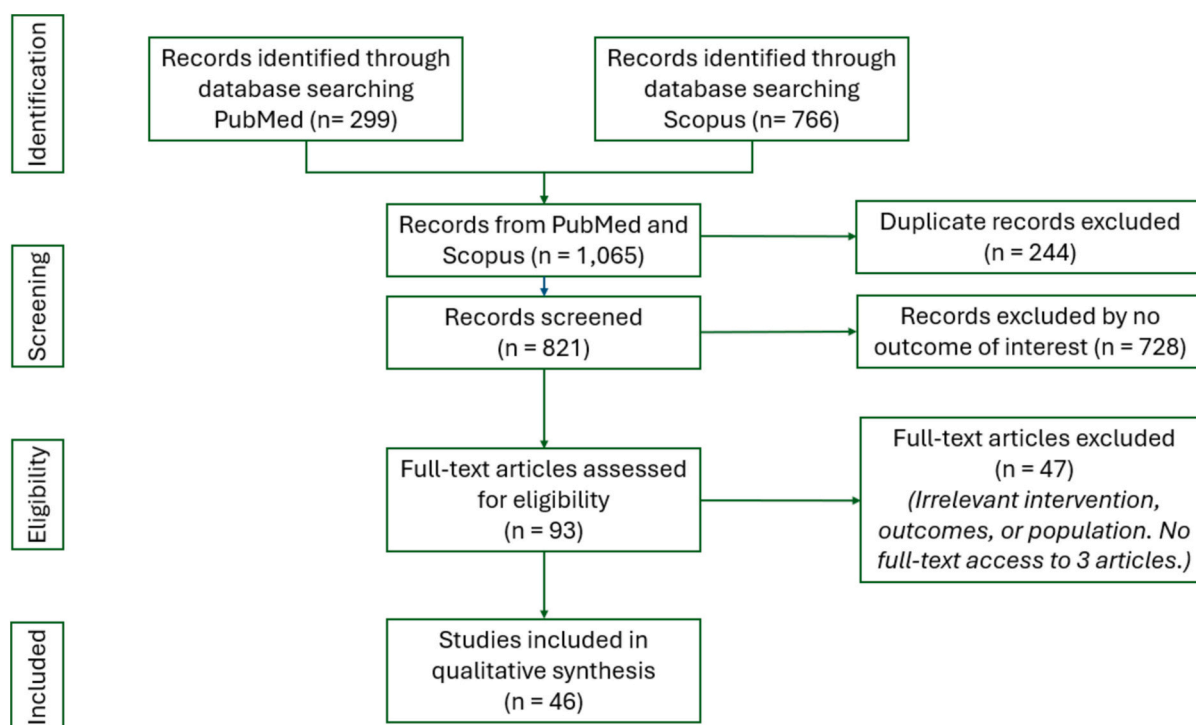 Identification
Records identified through
database searching
PubMed (n= 299)
Records identified through
database searching
Scopus (n= 766)
Records from PubMed and
Scopus (n = 1,065)
Duplicate records excluded
(n = 244)
Screening
Records screened
(n = 821)
Records excluded by no
outcome of interest (n = 728)
Eligibility
Full-text articles assessed
for eligibility
(n = 93)
Full-text articles excluded
(n = 47)
(Irrelevant intervention,
outcomes, or population. No
full-text access to 3 articles.)
Included
Studies included in
qualitative synthesis
(n = 46)